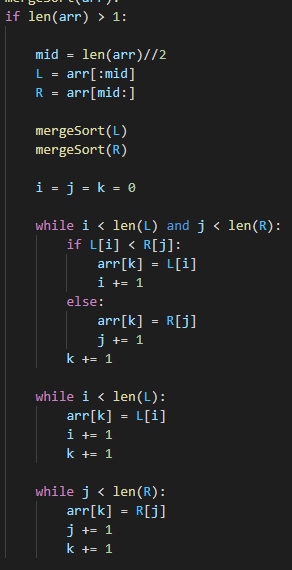 mergeSort(arr):
if len(arr) > 1:
mid = len(arr)//2
L = arr[:mid]
R = arr[mid:]
mergeSort(L)
mergeSort(R)
i = j = k = 0
while i < len(L) and j < len(R):
if L[i] < R[j]:
arr[k] = L[i]
i += 1
else:
arr[k] = R[j]
j += 1
k += 1
while i < len(L):
arr[k] = L[i]
i += 1
k += 1
while j < len(R):
arr[k] = R[j]
j += 1
k += 1